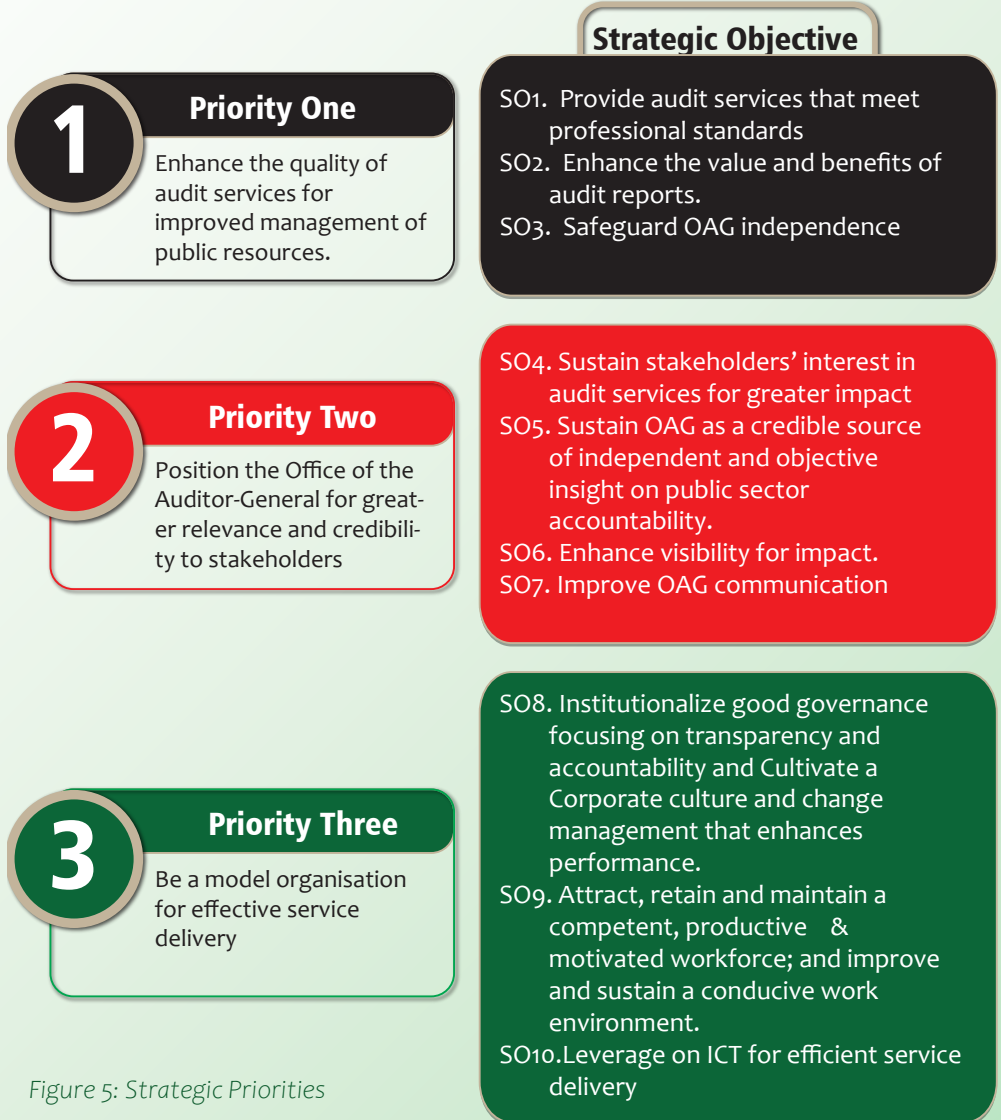 Strategic Objective
1
Priority One
Enhance the quality of
audit services for
improved management of
public resources.
SO1. Provide audit services that meet
professional standards
SO2. Enhance the value and benefits of
audit reports.
SO3. Safeguard OAG independence
2
Priority Two
Position the Office of the
Auditor-General for great-
er relevance and credibili-
ty to stakeholders
SO4. Sustain stakeholders’ interest in
audit services for greater impact
SO5. Sustain OAG as a credible source
of independent and objective
insight on public sector
accountability.
SO6. Enhance visibility for impact.
SO7. Improve OAG communication
3
Priority Three
Be a model organisation
for effective service
delivery
SO8. Institutionalize good governance
focusing on transparency and
accountability and Cultivate a
Corporate culture and change
management that enhances
performance.
SO9. Attract, retain and maintain a
competent, productive &
motivated workforce; and improve
and sustain a conducive work
environment.
SO10.Leverage on ICT for efficient service
delivery
Figure 5: Strategic Priorities